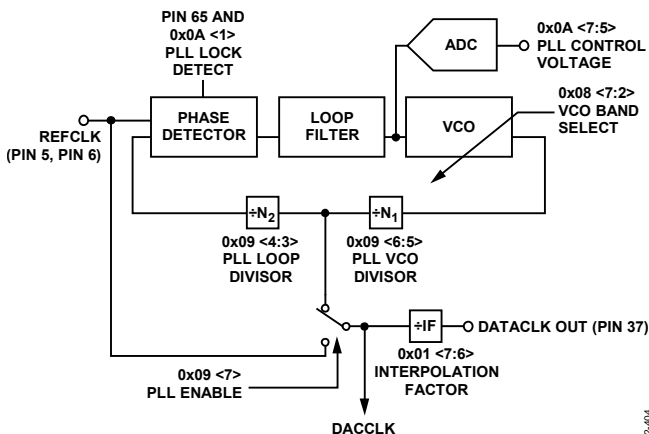 PIN 65 AND
0x0A <1>
PLL LOCK
DETECT
ADC
0x0A <7:5>
PLL CONTROL
VOLTAGE
0x08 <7:2>
VCO BAND
SELECT
REFCLK
(PIN 5, PIN 6)
PHASE
DETECTOR
LOOP
FILTER
VCO
÷N₂
÷N₁
0x09 <4:3>
PLL LOOP
DIVISOR
0x09 <6:5>
PLL VCO
DIVISOR
÷IF
DATACLK OUT (PIN 37)
0x01 <7:6>
INTERPOLATION
FACTOR
0x09 <7>
PLL ENABLE
DACCLK